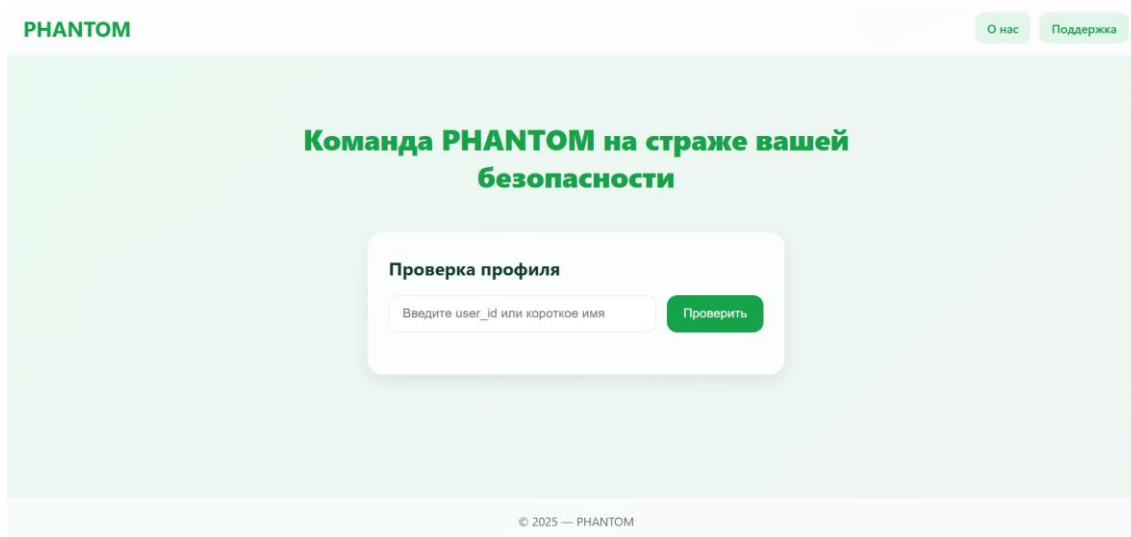 PHANTOM
О нас
Поддержка
Команда PHANTOM на страже вашей
безопасности
Проверка профиля
Введите user_id или короткое имя
Проверить
© 2025 — PHANTOM